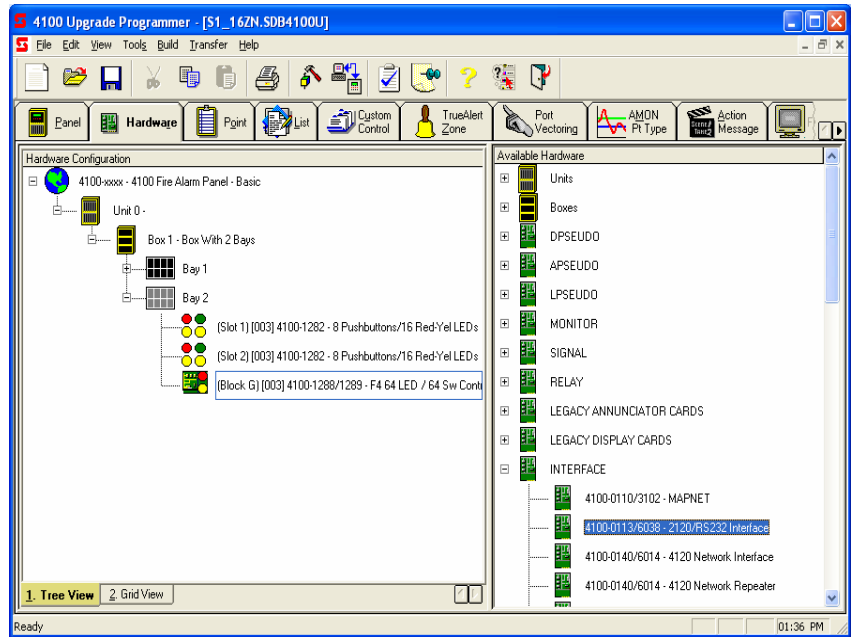 4100 Upgrade Programmer - [S1_16ZN.SDB4100U]
File Edit View Tools Build Transfer Help
Panel
Hardware
Point
List
Custom Control
TrueAlert Zone
Port Vectoring
AMON Pt Type
Action Message
Hardware Configuration
4100-xxxx - 4100 Fire Alarm Panel - Basic
Unit 0 -
Box 1 - Box With 2 Bays
Bay 1
Bay 2
(Slot 1) [003] 4100-1282 - 8 Pushbuttons/16 Red-Yel LEDs
(Slot 2) [003] 4100-1282 - 8 Pushbuttons/16 Red-Yel LEDs
(Block G) [003] 4100-1288/1289 - F4 64 LED / 64 Sw Cont
1. Tree View
2. Grid View
Available Hardware
Units
Boxes
DPSEUDO
APSEUDO
LPSEUDO
MONITOR
SIGNAL
RELAY
LEGACY ANNUNCIATOR CARDS
LEGACY DISPLAY CARDS
INTERFACE
4100-0110/3102 - MAPNET
4100-0113/6038 - 2120/RS232 Interface
4100-0140/6014 - 4120 Network Interface
4100-0140/6014 - 4120 Network Repeater
Ready
01:36 PM